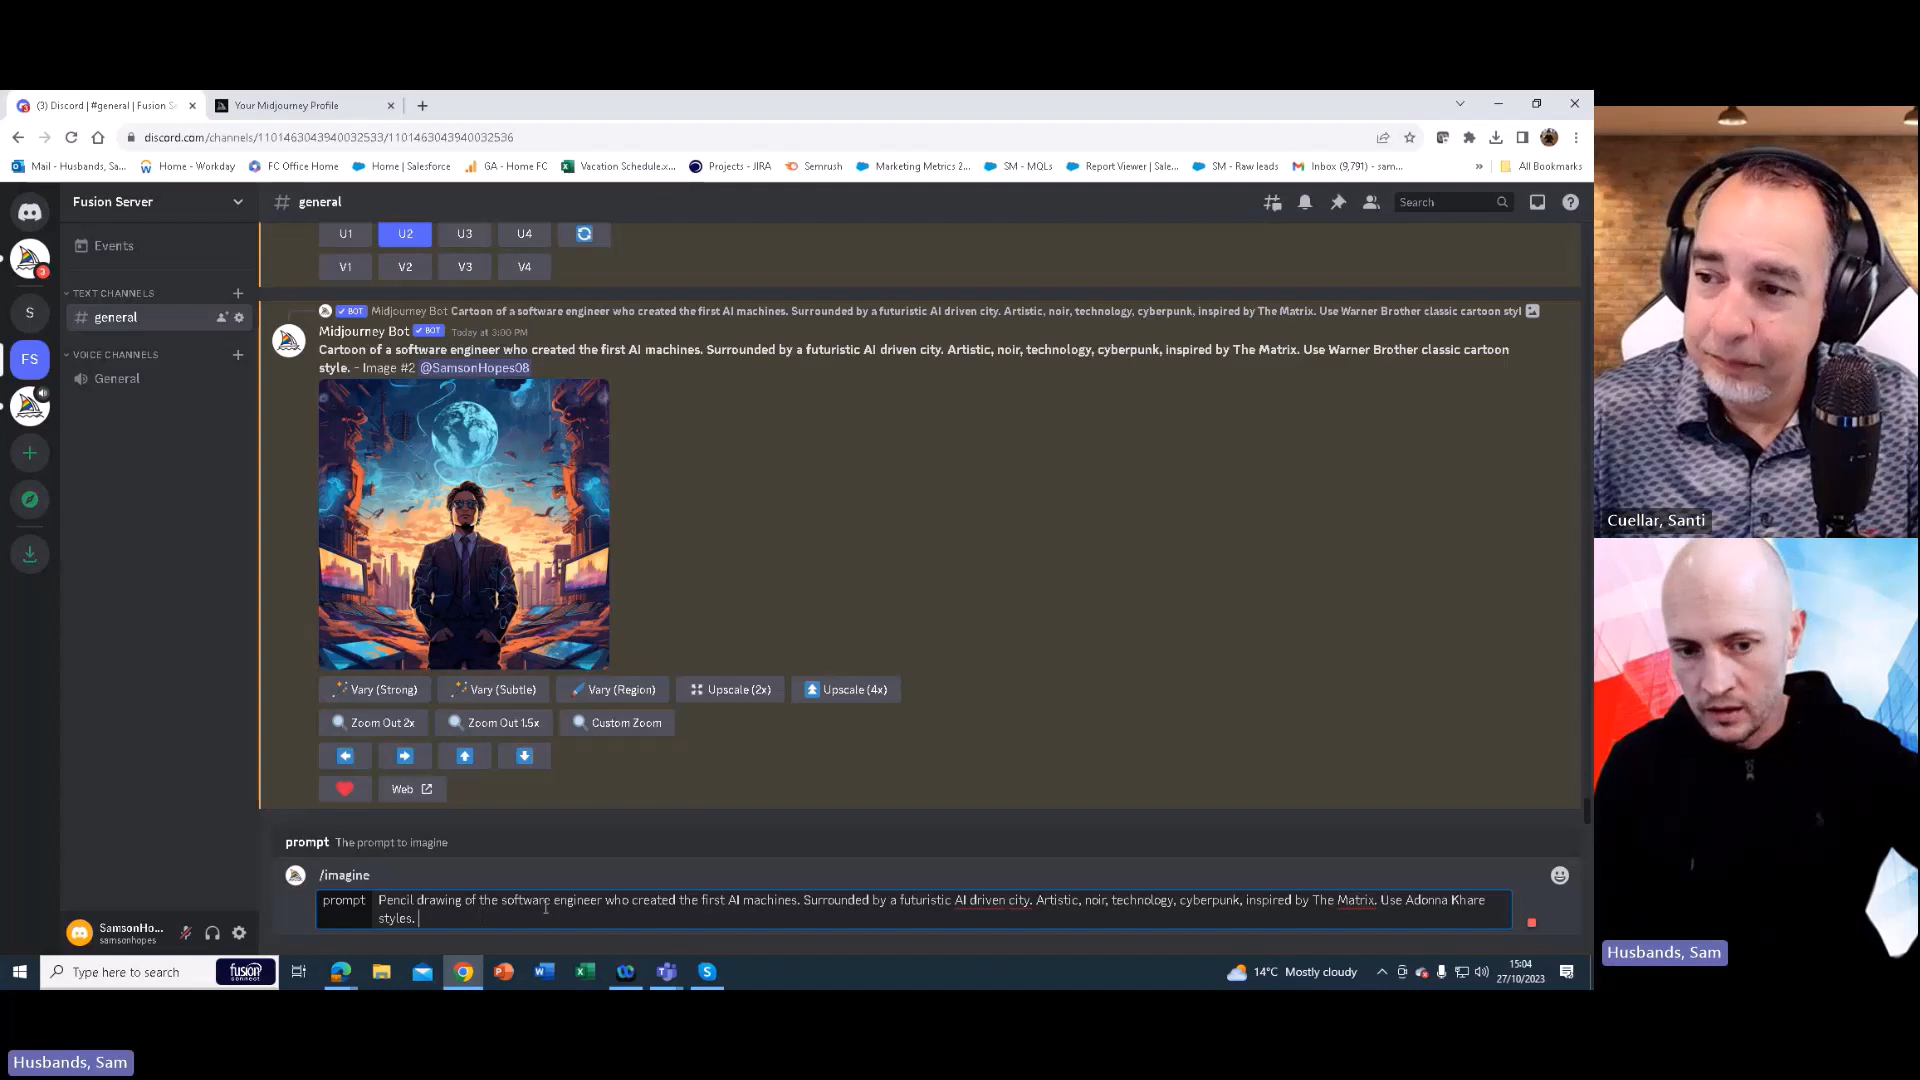 (3) Discord | #general | Fusion Se
Your Midjourney Profile
discord.com/channels/1101463043940032533/1101463043940032536
Mail - Husbands, Sa...
Home - Workday
FC Office Home
Home | Salesforce
GA - Home FC
Vacation Schedule.x...
Projects - JIRA
Semrush
Marketing Metrics 2...
SM - MQLs
Report Viewer | Sale...
SM - Raw leads
Inbox (9,791) - sam...
»
All Bookmarks
Fusion Server
# general
Search
Events
TEXT CHANNELS
# general
VOICE CHANNELS
General
3
S
FS
U1 U2 U3 U4
V1 V2 V3 V4
BOT Midjourney Bot Cartoon of a software engineer who created the first AI machines. Surrounded by a futuristic AI driven city. Artistic, noir, technology, cyberpunk, inspired by The Matrix. Use Warner Brother classic cartoon styl
Midjourney Bot BOT Today at 3:00 PM
Cartoon of a software engineer who created the first AI machines. Surrounded by a futuristic AI driven city. Artistic, noir, technology, cyberpunk, inspired by The Matrix. Use Warner Brother classic cartoon
style. - Image #2 @SamsonHopes08
Vary (Strong) Vary (Subtle) Vary (Region) Upscale (2x) Upscale (4x)
Zoom Out 2x Zoom Out 1.5x Custom Zoom
Web
prompt The prompt to imagine
/imagine
prompt Pencil drawing of the software engineer who created the first AI machines. Surrounded by a futuristic AI driven city. Artistic, noir, technology, cyberpunk, inspired by The Matrix. Use Adonna Khare
styles.
SamsonHo...
samsonhopes
Type here to search
fusion
connect
14°C Mostly cloudy
15:04
27/10/2023
Cuellar, Santi
Husbands, Sam
Husbands, Sam